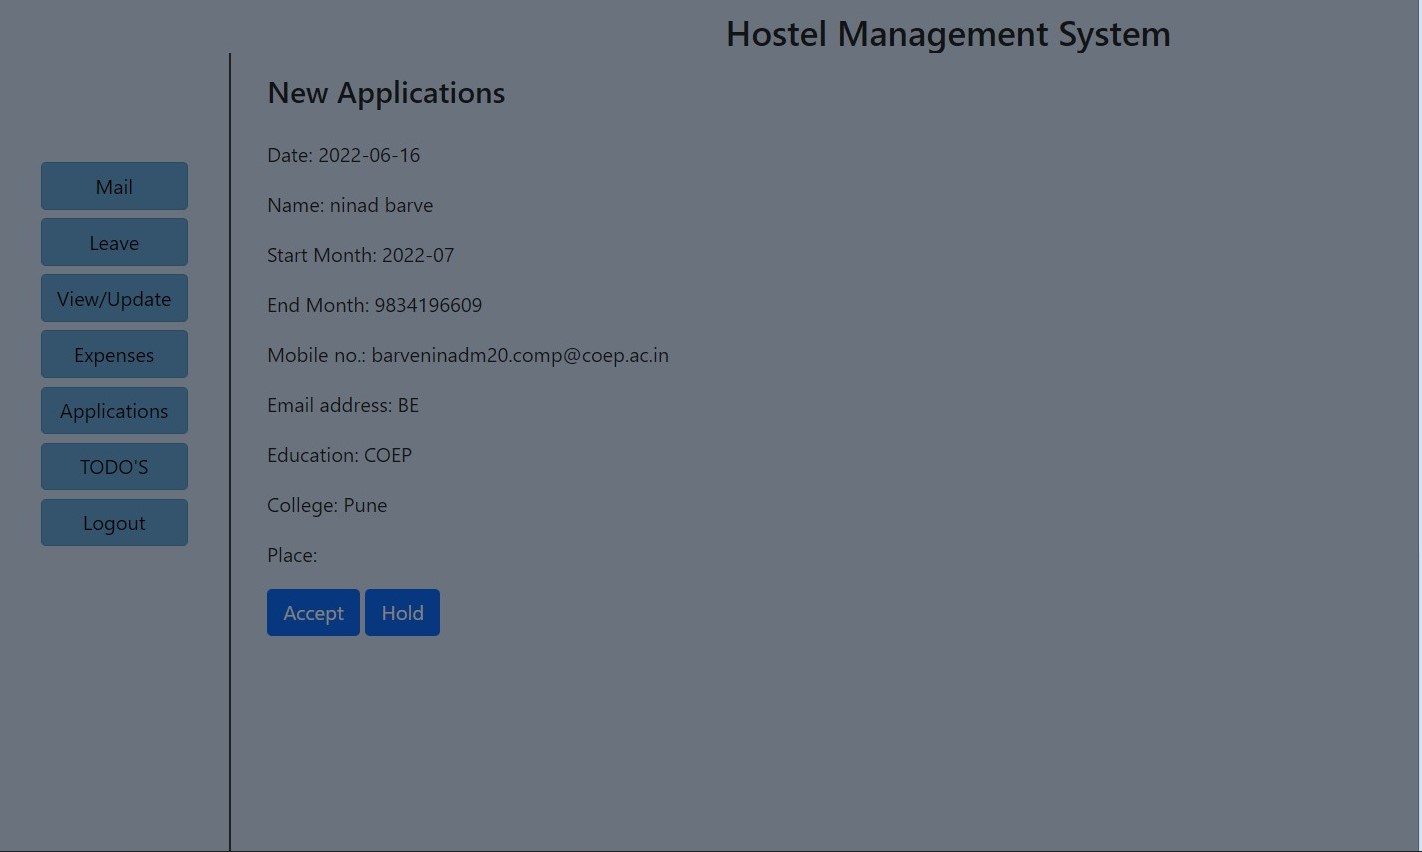 Hostel Management System
New Applications
Date: 2022-06-16
Mail
Name: ninad barve
Leave
Start Month: 2022-07
View/Update
End Month: 9834196609
Expenses
Mobile no.: barveninadm20.comp@coep.ac.in
Applications
Email address: BE
TODO'S
Education: COEP
Logout
College: Pune
Place:
Accept
Hold